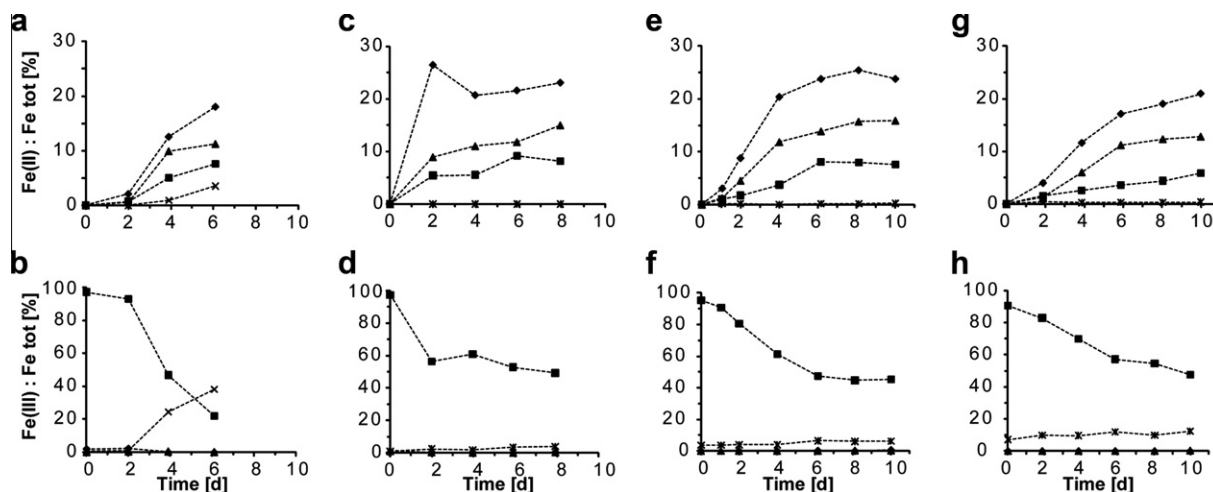 a c e g
Fe(II) : Fe tot [%]
30 30 30 30
20 20 20 20
10 10 10 10
0 0 0 0
0 2 4 6 8 10 0 2 4 6 8 10 0 2 4 6 8 10 0 2 4 6 8 10
b d f h
Fe(III) : Fe tot [%]
100 100 100 100
80 80 80 80
60 60 60 60
40 40 40 40
20 20 20 20
0 0 0 0
0 2 4 6 8 10 0 2 4 6 8 10 0 2 4 6 8 10 0 2 4 6 8 10
Time [d] Time [d] Time [d] Time [d]